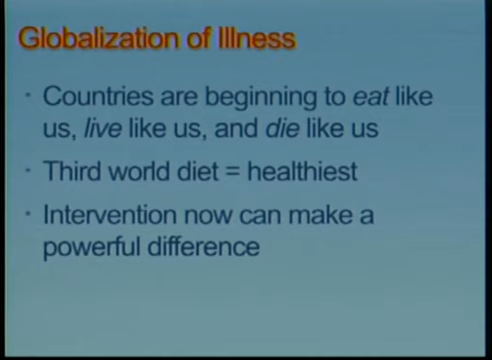 Globalization of Illness
· Countries are beginning to eat like
us, live like us, and die like us
· Third world diet = healthiest
· Intervention now can make a
powerful difference